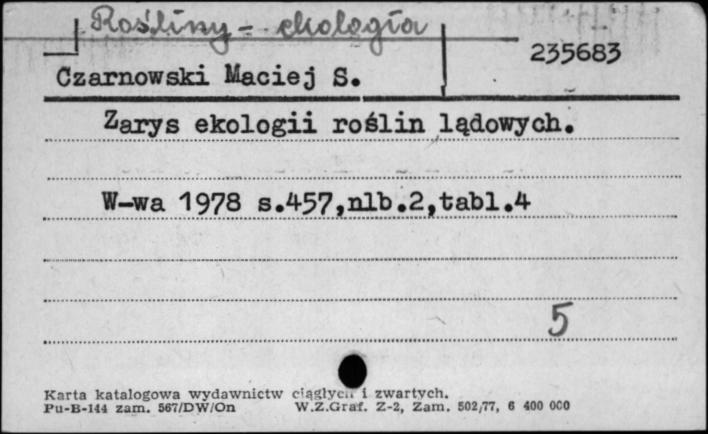 Rośliny - ekologia
235683
Czarnowski Maciej S.
Zarys ekologii roślin lądowych.
W-wa 1978 s.457,nlb.2,tabl.4
5
Karta katalogowa wydawnictw ciągłych i zwartych.
Pu-B-144 zam. 567/DW/On W.Z.Graf. Z-2, Zam. 502/77, 6 400 000